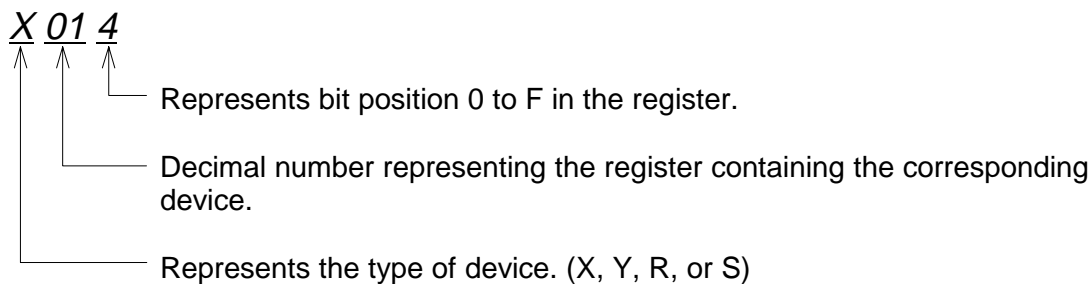 X 01 4
Represents bit position 0 to F in the register.
Decimal number representing the register containing the corresponding
device.
Represents the type of device. (X, Y, R, or S)